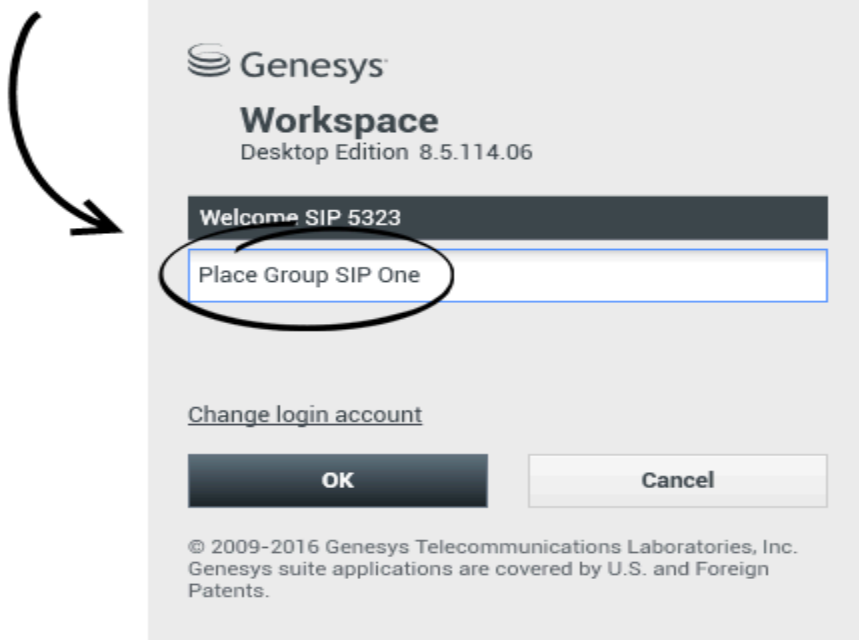 Genesys
Workspace
Desktop Edition 8.5.114.06
Welcome SIP 5323
Place Group SIP One
Change login account
OK
Cancel
© 2009-2016 Genesys Telecommunications Laboratories, Inc.
Genesys suite applications are covered by U.S. and Foreign
Patents.